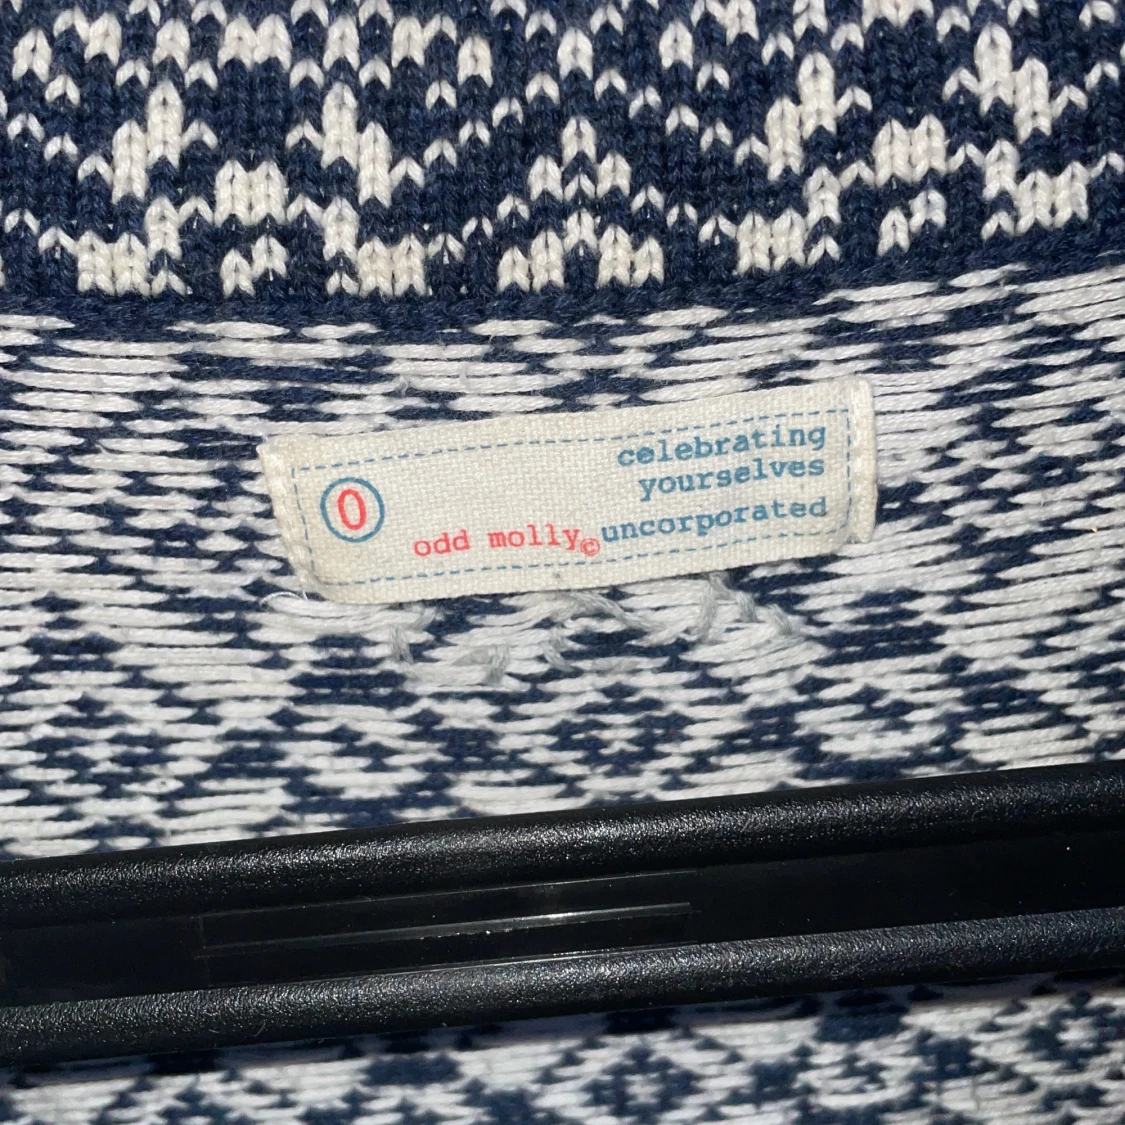 celebrating
yourselves
0
odd molly© uncorporated